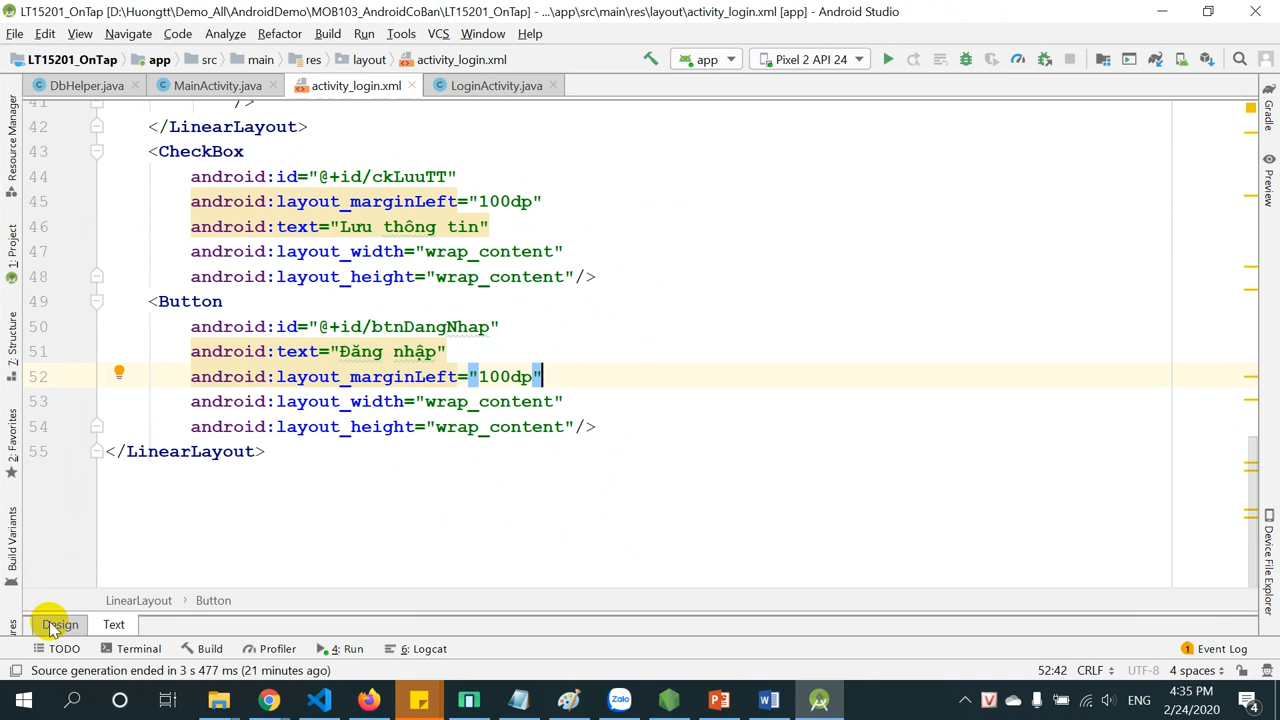 LT15201_OnTap [D:\Huongtt\Demo_All\AndroidDemo\MOB103_AndroidCoBan\LT15201_OnTap] - ...\app\src\main\res\layout\activity_login.xml [app] - Android Studio
File Edit View Navigate Code Analyze Refactor Build Run Tools VCS Window Help
LT15201_OnTap app src main res layout activity_login.xml app Pixel 2 API 24
DbHelper.java MainActivity.java activity_login.xml LoginActivity.java
41 />
42 </LinearLayout>
43 <CheckBox
44 android:id="@+id/ckLuuTT"
45 android:layout_marginLeft="100dp"
46 android:text="Lưu thông tin"
47 android:layout_width="wrap_content"
48 android:layout_height="wrap_content"/>
49 <Button
50 android:id="@+id/btnDangNhap"
51 android:text="Đăng nhập"
52 android:layout_marginLeft="100dp"
53 android:layout_width="wrap_content"
54 android:layout_height="wrap_content"/>
55 </LinearLayout>
Resource Manager
1: Project
7: Structure
2: Favorites
Build Variants
Gradle
Preview
Device File Explorer
LinearLayout › Button
Design Text
TODO Terminal Build Profiler 4: Run 6: Logcat 1 Event Log
Source generation ended in 3 s 477 ms (21 minutes ago) 52:42 CRLF UTF-8 4 spaces
Zalo ENG 4:35 PM
2/24/2020 4